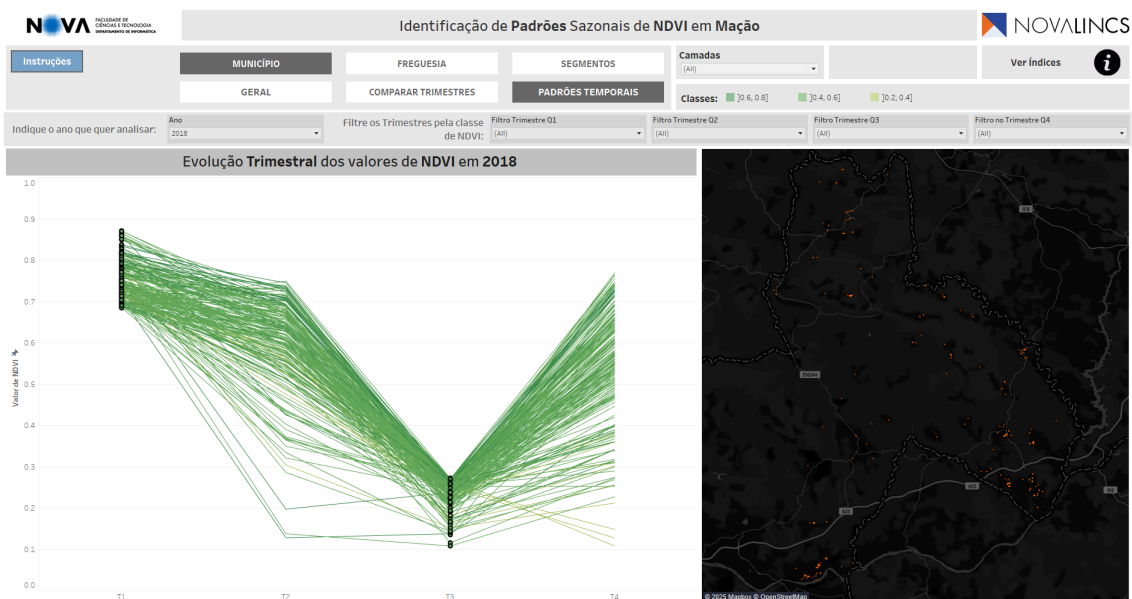 NOVA FACULDADE DE
CIÊNCIAS E TECNOLOGIA
DEPARTAMENTO DE INFORMÁTICA
Identificação de Padrões Sazonais de NDVI em Mação
NOVALINCS
Instruções
MUNICÍPIO
FREGUESIA
SEGMENTOS
GERAL
COMPARAR TRIMESTRES
PADRÕES TEMPORAIS
Camadas
(All)
Ver Índices
i
Classes: ]0.6, 0.8] ]0.4, 0.6] ]0.2, 0.4]
Indique o ano que quer analisar:
Ano
2018
Filtre os Trimestres pela classe
de NDVI:
Filtro Trimestre Q1
(All)
Filtro Trimestre Q2
(All)
Filtro Trimestre Q3
(All)
Filtro no Trimestre Q4
(All)
Evolução Trimestral dos valores de NDVI em 2018
1.0
0.9
0.8
0.7
0.6
0.5
0.4
0.3
0.2
0.1
0.0
Valor de NDVI
T1
T2
T3
T4
EN244
A23
A23
© 2025 Mapbox © OpenStreetMap